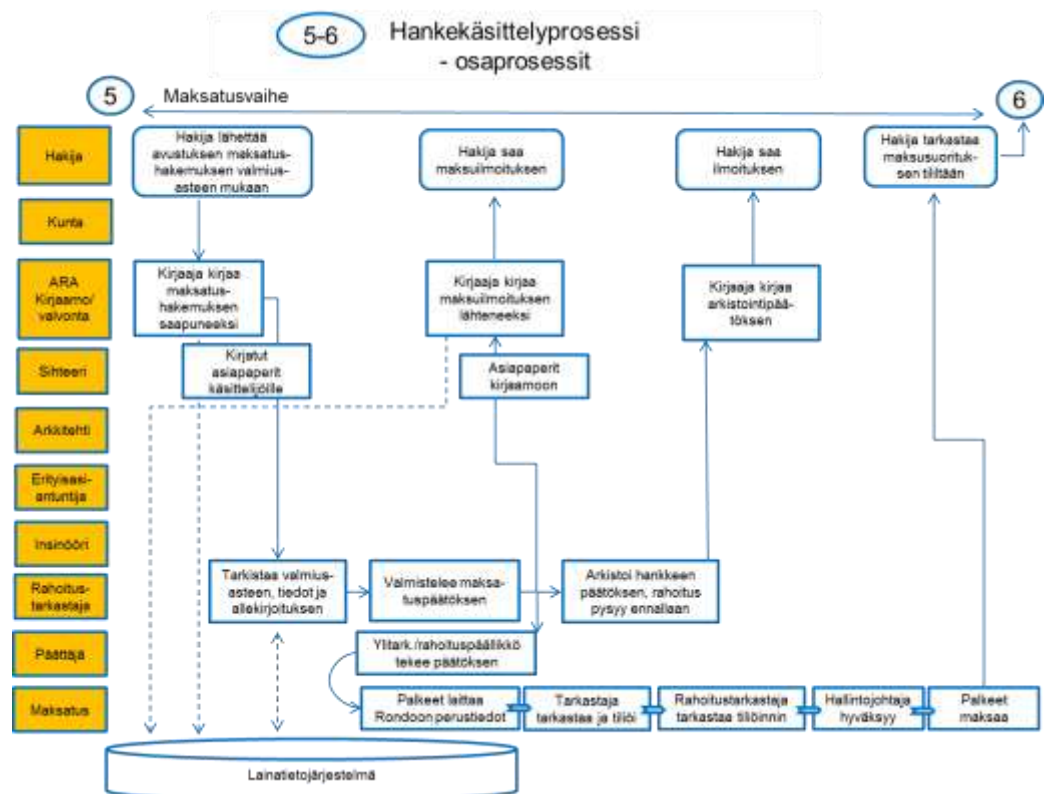 5-6
Hankekäsittelyprosessi
- osaprosessit
5
Maksatusvaihe
6
Hakija
Hakija lähettää
avustuksen maksatus-
hakemuksen valmius-
asteen mukaan
Hakija saa
maksuilmoituksen
Hakija saa
ilmoituksen
Hakija tarkastaa
maksusuorituk-
sen tililtään
Kunta
ARA
Kirjaamo/
valvonta
Kirjaaja kirjaa
maksatus-
hakemuksen
saapuneeksi
Kirjaaja kirjaa
maksuilmoituksen
lähteneeksi
Kirjaaja kirjaa
arkistointipää-
töksen
Sihteeri
Kirjatut
asiapaperit
käsittelijöille
Asiapaperit
kirjaamoon
Arkkitehti
Erityisasi-
antuntija
Insinööri
Rahoitus-
tarkastaja
Tarkistaa valmius-
asteen, tiedot ja
allekirjoituksen
Valmistelee maksa-
tuspäätöksen
Arkistoi hankkeen
päätöksen, rahoitus
pysyy ennallaan
Päättäjä
Ylitark./rahoituspäällikkö
tekee päätöksen
Maksatus
Palkeet laittaa
Rondoon perustiedot
Tarkastaja
tarkastaa ja tiliöi
Rahoitustarkastaja
tarkastaa tiliöinnin
Hallintojohtaja
hyväksyy
Palkeet
maksaa
Lainatietojärjestelmä